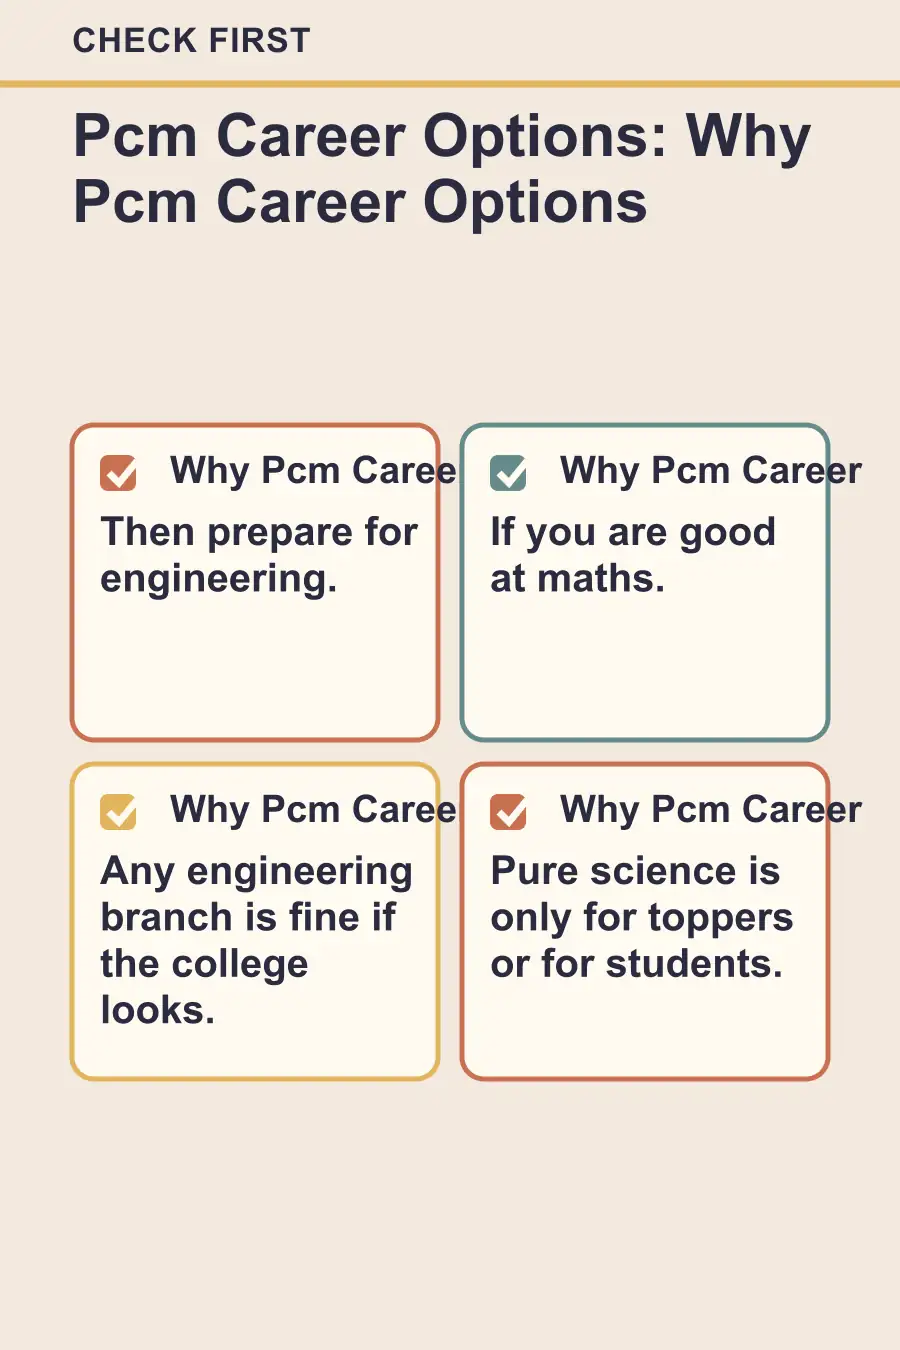 CHECK FIRST
Pcm Career Options: Why
Pcm Career Options
Why Pcm Caree
Then prepare for
engineering.
Why Pcm Career
If you are good
at maths.
Why Pcm Caree
Any engineering
branch is fine if
the college
looks.
Why Pcm Career
Pure science is
only for toppers
or for students.